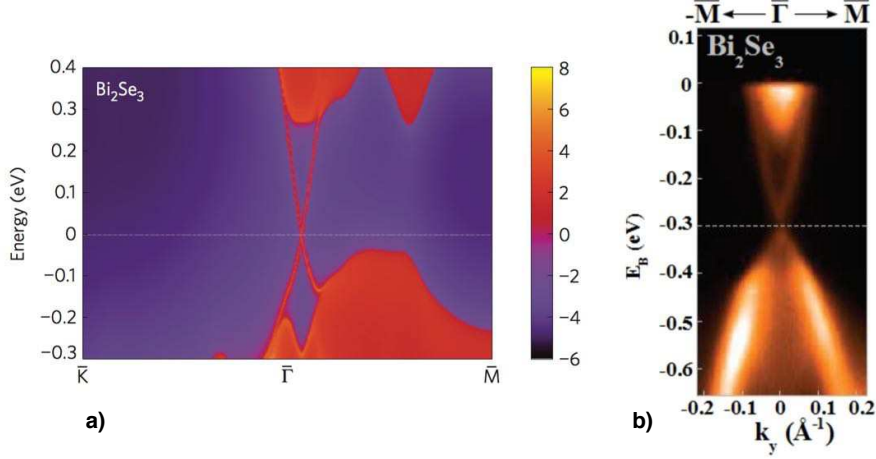 Bi2Se3
Energy (eV)
0.4
0.3
0.2
0.1
0
−0.1
−0.2
−0.3
K̅
Γ̅
M̅
8
6
4
2
0
−2
−4
−6
a)
-M̅ ← Γ̅ → M̅
Bi2Se3
E_B (eV)
0.1
0
-0.1
-0.2
-0.3
-0.4
-0.5
-0.6
-0.2 -0.1 0 0.1 0.2
k_y (Å⁻¹)
b)